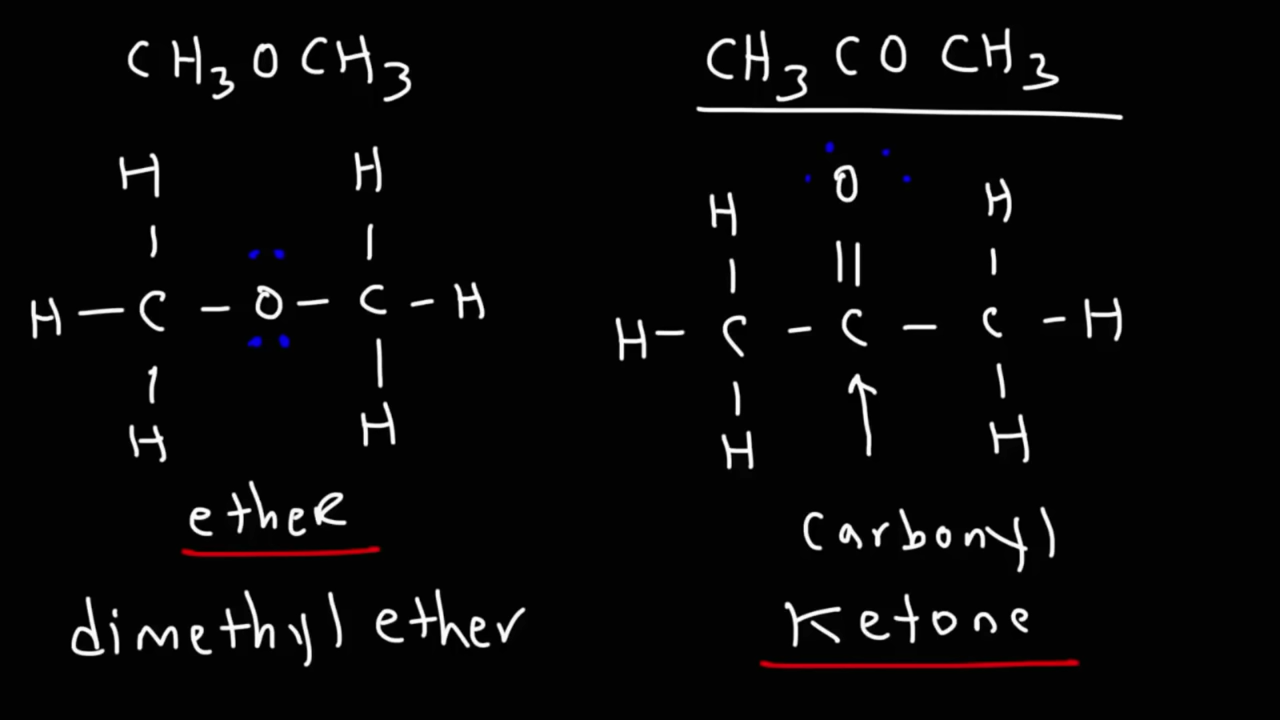 CH3OCH3
H H
H-C-O-C-H
H H
ether
dimethyl ether
CH3COCH3
O
H H
H-C-C-C-H
H H
Carbonyl
Ketone